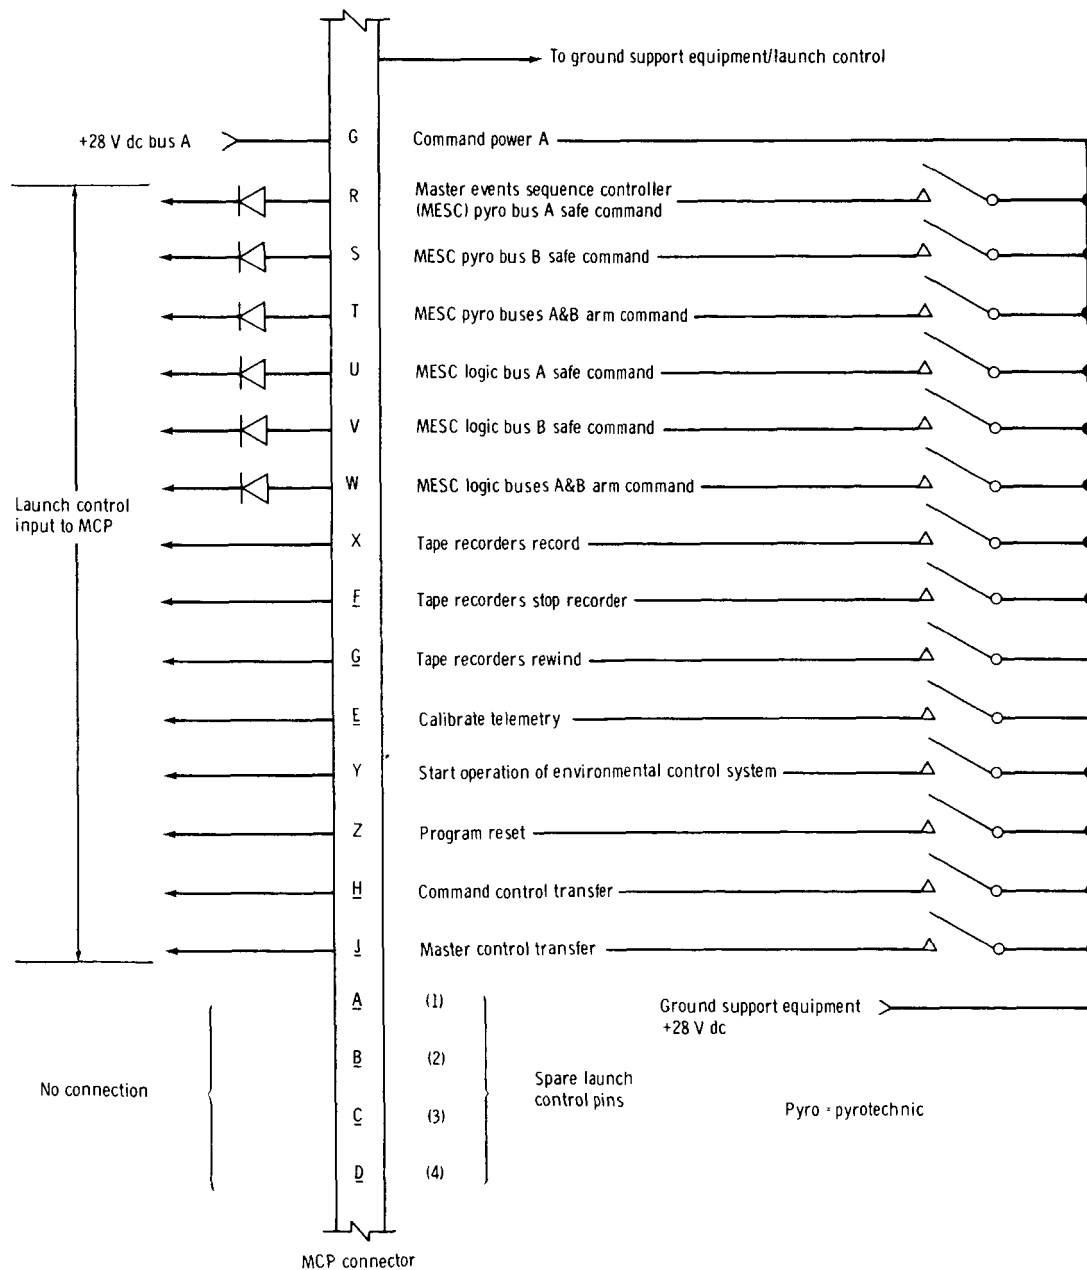 To ground support equipment/launch control
+28 V dc bus A
G
Command power A
R
Master events sequence controller
(MESC) pyro bus A safe command
S
MESC pyro bus B safe command
T
MESC pyro buses A&B arm command
U
MESC logic bus A safe command
V
MESC logic bus B safe command
W
MESC logic buses A&B arm command
Launch control
input to MCP
X
Tape recorders record
F
Tape recorders stop recorder
G
Tape recorders rewind
E
Calibrate telemetry
Y
Start operation of environmental control system
Z
Program reset
H
Command control transfer
J
Master control transfer
A
(1)
Ground support equipment
+28 V dc
B
(2)
No connection
Spare launch
control pins
C
(3)
Pyro = pyrotechnic
D
(4)
MCP connector